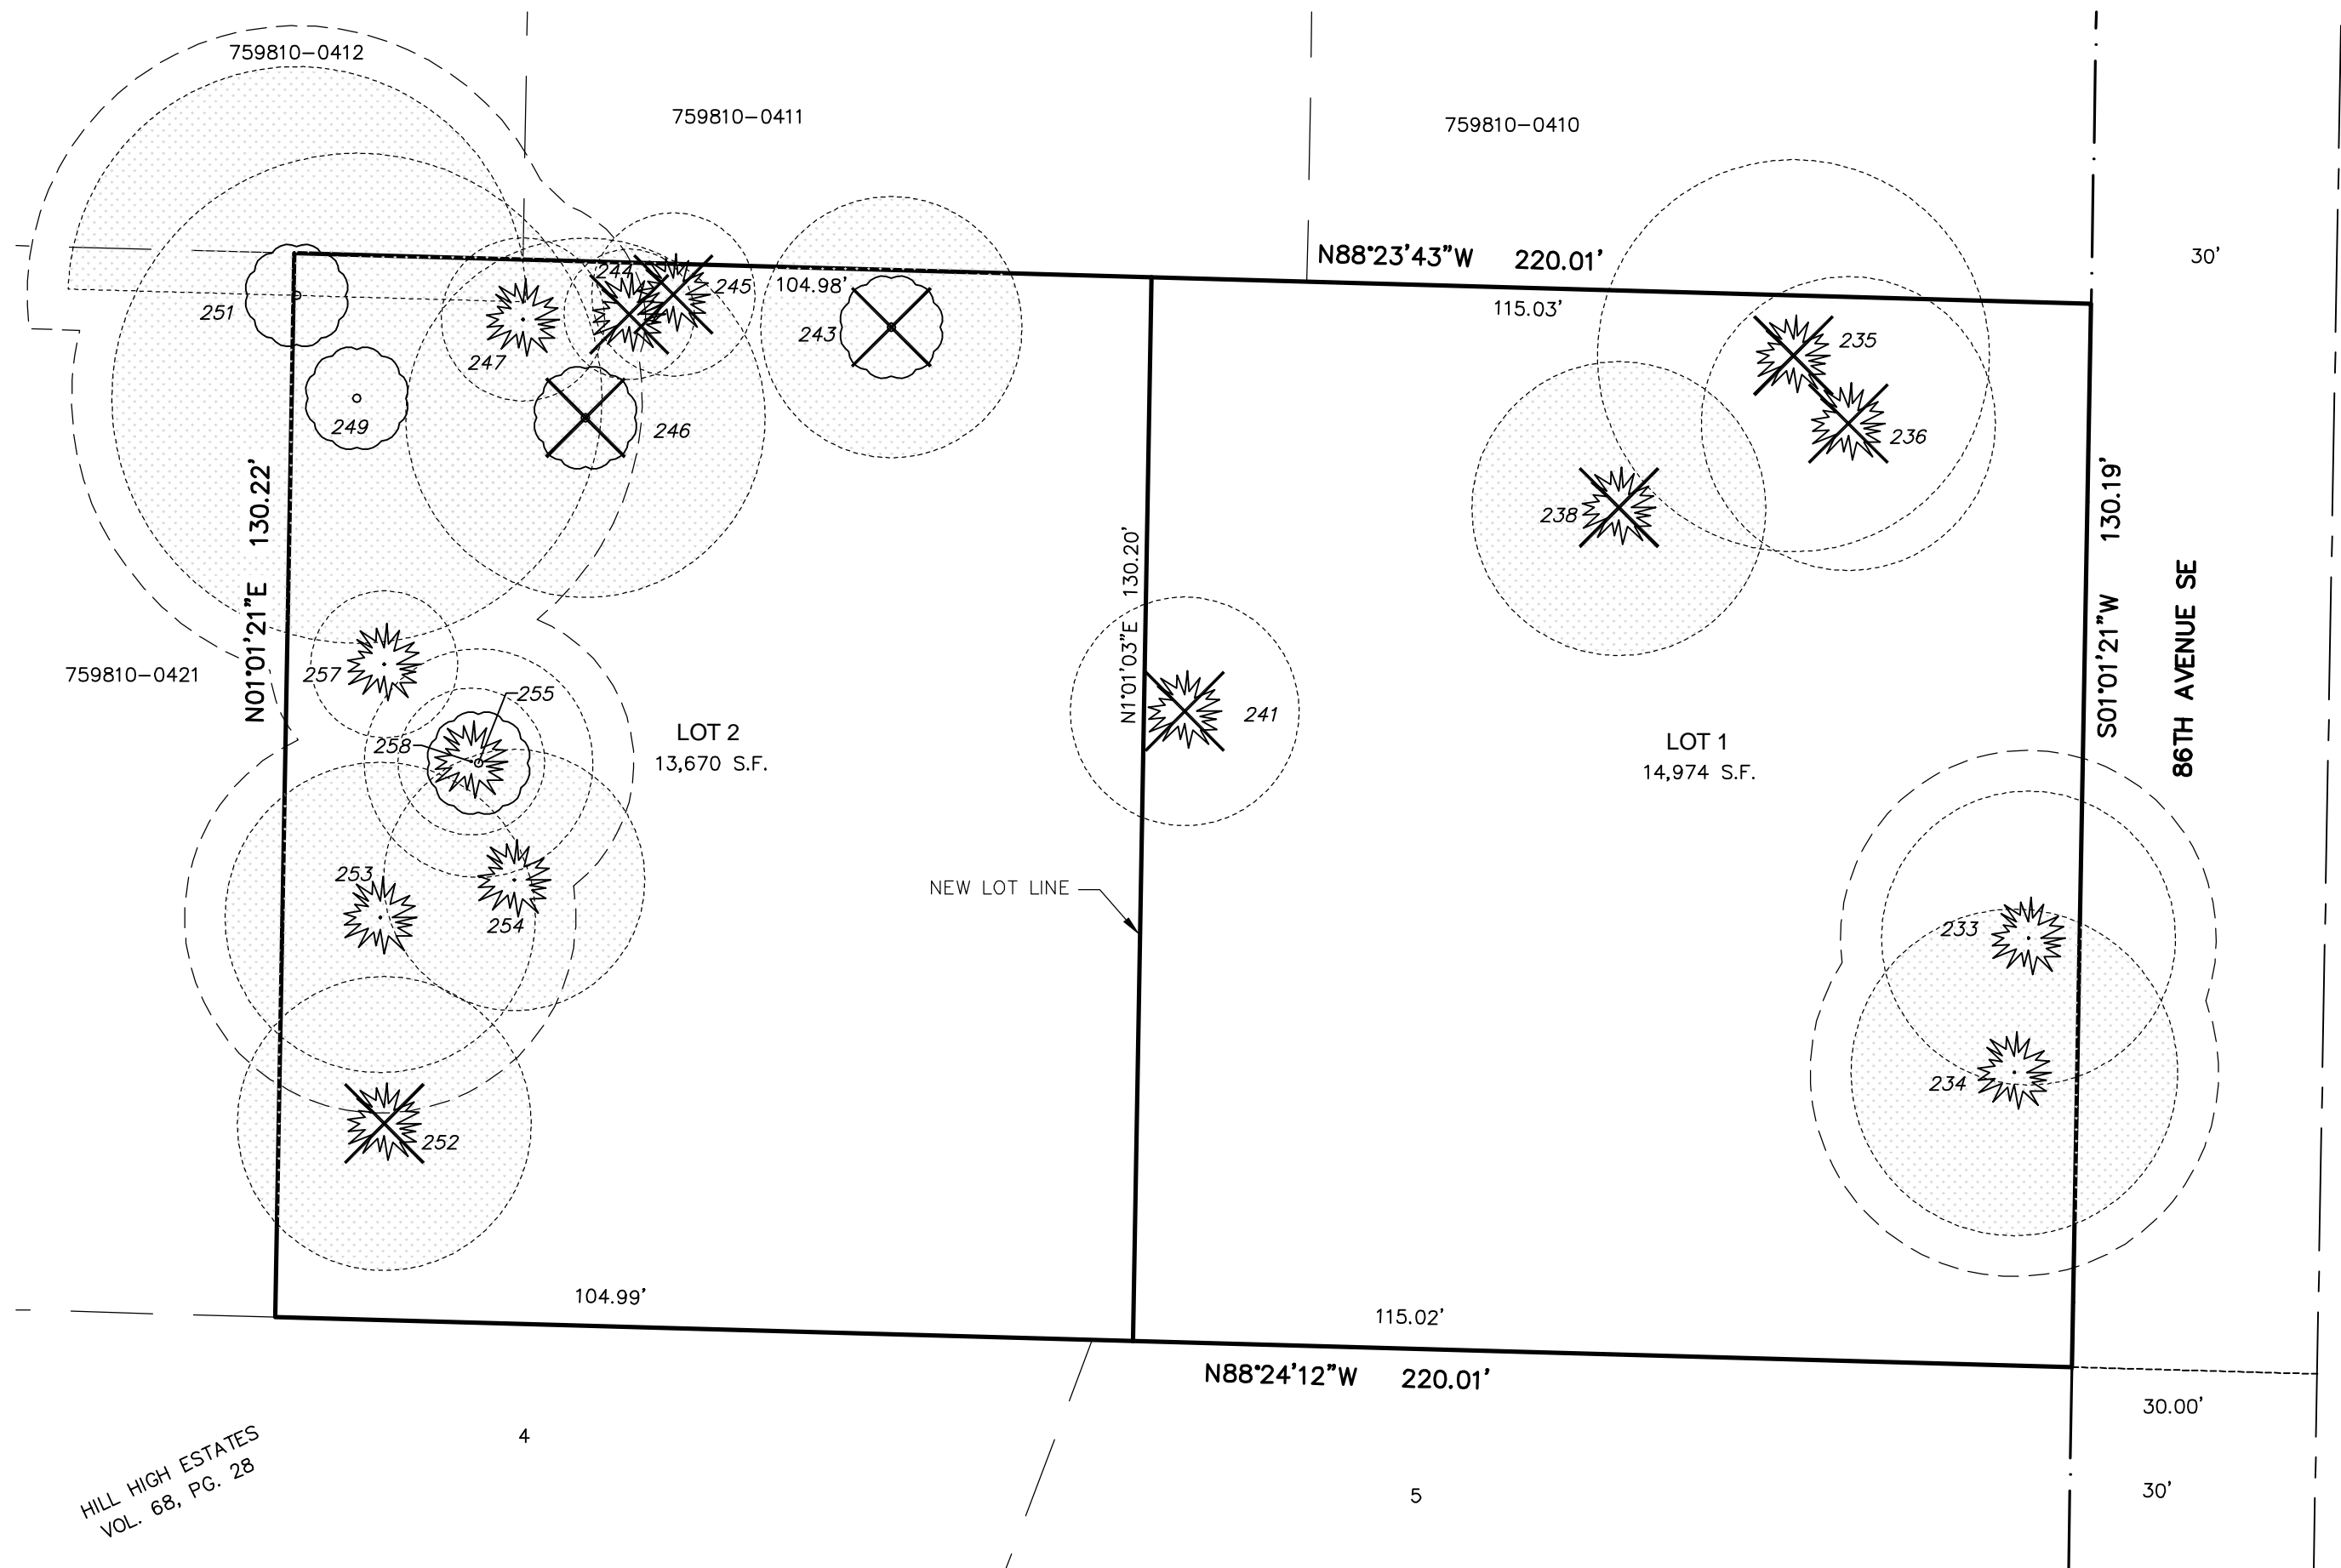 759810-0412
759810-0411
759810-0410
N88°23'43"W 220.01'
30'
244
245
104.98'
251
243
115.03'
235
247
249
246
236
238
N01°01'21"E 130.22'
N1°01'03"E 130.20'
S01°01'21"W 130.19'
86TH AVENUE SE
759810-0421
257
255
258
LOT 2
13,670 S.F.
241
LOT 1
14,974 S.F.
253
254
NEW LOT LINE
233
234
252
104.99'
115.02'
N88°24'12"W 220.01'
30.00'
4
HILL HIGH ESTATES
VOL. 68, PG. 28
5
30'